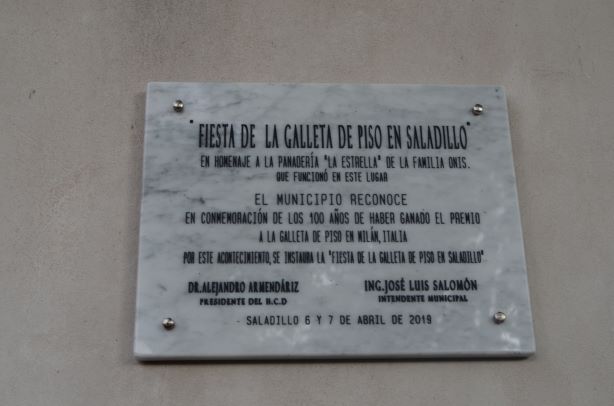 "FIESTA DE LA GALLETA DE PISO EN SALADILLO"
EN HOMENAJE A LA PANADERÍA "LA ESTRELLA" DE LA FAMILIA ONIS.
QUE FUNCIONÓ EN ESTE LUGAR
EL MUNICIPIO RECONOCE
EN CONMEMORACIÓN DE LOS 100 AÑOS DE HABER GANADO EL PREMIO
A LA GALLETA DE PISO EN MILÁN, ITALIA
POR ESTE ACONTECIMIENTO, SE INSTAURA LA "FIESTA DE LA GALLETA DE PISO EN SALADILLO"
DR. ALEJANDRO ARMENDÁRIZ
PRESIDENTE DEL H.C.D
ING. JOSÉ LUIS SALOMÓN
INTENDENTE MUNICIPAL
- SALADILLO 6 Y 7 DE ABRIL DE 2019